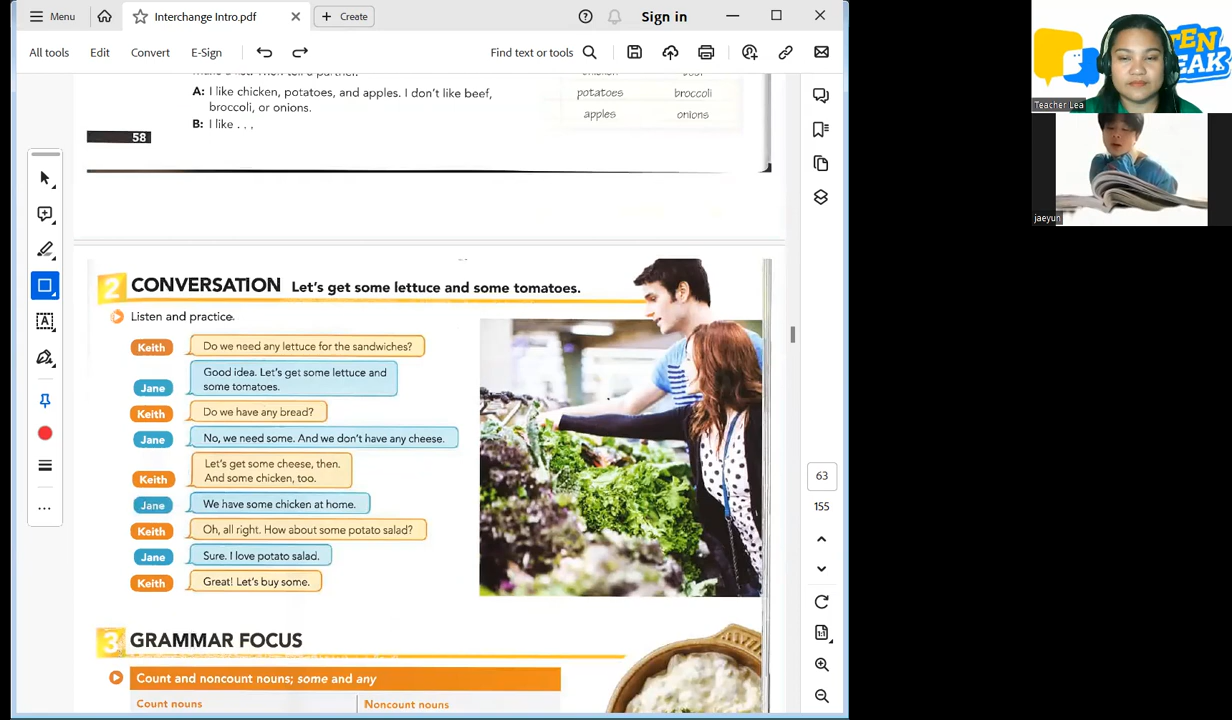 Menu
Interchange Intro.pdf
Create
Sign in
All tools
Edit
Convert
E-Sign
Find text or tools
A: I like chicken, potatoes, and apples. I don't like beef,
broccoli, or onions.
B: I like . . .
potatoes broccoli
apples onions
58
2 CONVERSATION Let's get some lettuce and some tomatoes.
Listen and practice.
Keith Do we need any lettuce for the sandwiches?
Jane Good idea. Let's get some lettuce and
some tomatoes.
Keith Do we have any bread?
Jane No, we need some. And we don't have any cheese.
Keith Let's get some cheese, then.
And some chicken, too.
Jane We have some chicken at home.
Keith Oh, all right. How about some potato salad?
Jane Sure. I love potato salad.
Keith Great! Let's buy some.
3 GRAMMAR FOCUS
Count and noncount nouns; some and any
Count nouns Noncount nouns
63
155
Teacher Lea
jaeyun